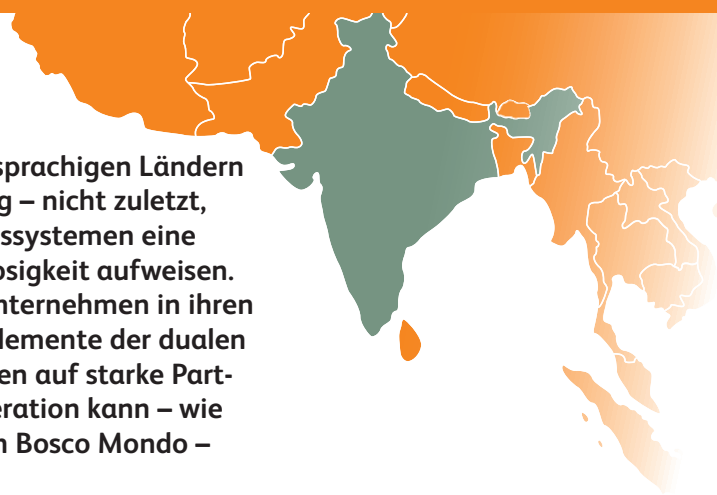 sprachigen Ländern
g – nicht zuletzt,
ssystemen eine
osigkeit aufweisen.
nternehmen in ihren
lemente der dualen
en auf starke Part-
eration kann – wie
n Bosco Mondo –